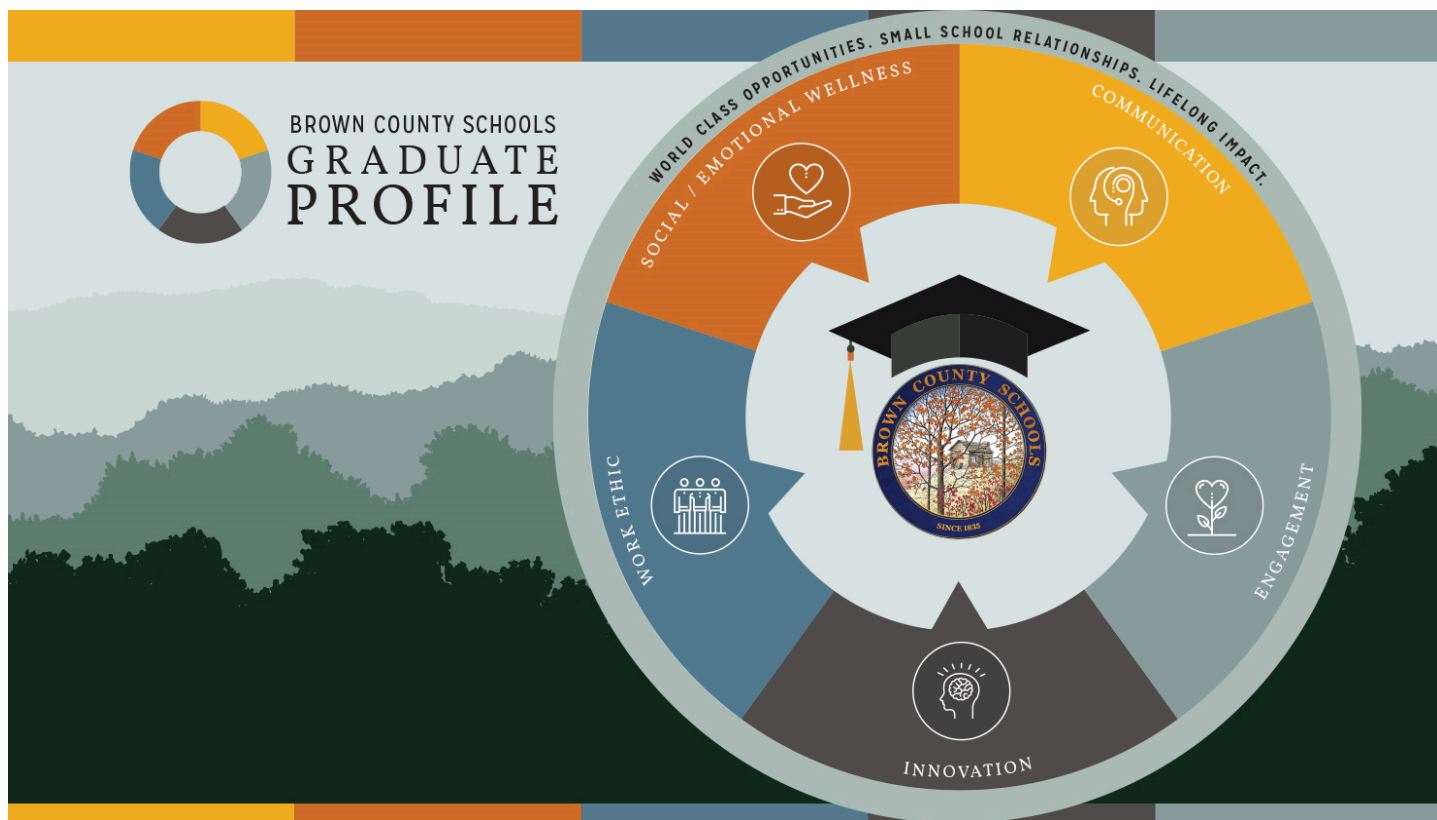 BROWN COUNTY SCHOOLS
GRADUATE
PROFILE
WORLD CLASS OPPORTUNITIES. SMALL SCHOOL RELATIONSHIPS. LIFELONG IMPACT.
SOCIAL / EMOTIONAL WELLNESS
COMMUNICATION
BROWN COUNTY SCHOOLS
SINCE 1835
WORK ETHIC
ENGAGEMENT
INNOVATION